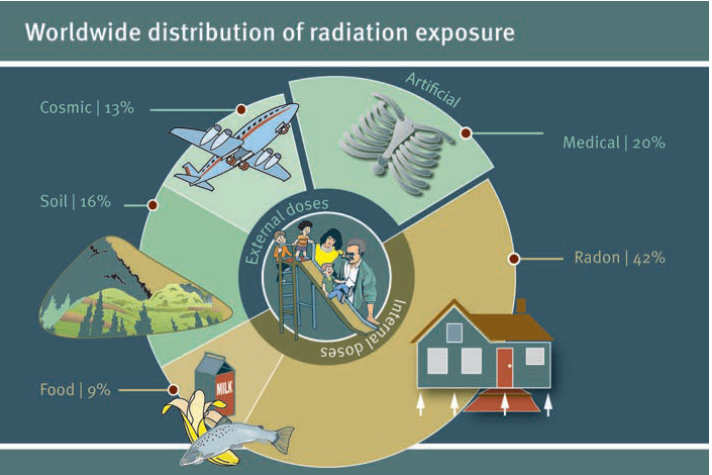 Worldwide distribution of radiation exposure
Artificial
Cosmic | 13%
Medical | 20%
Soil | 16%
External doses
Radon | 42%
Internal doses
Food | 9%
MILK